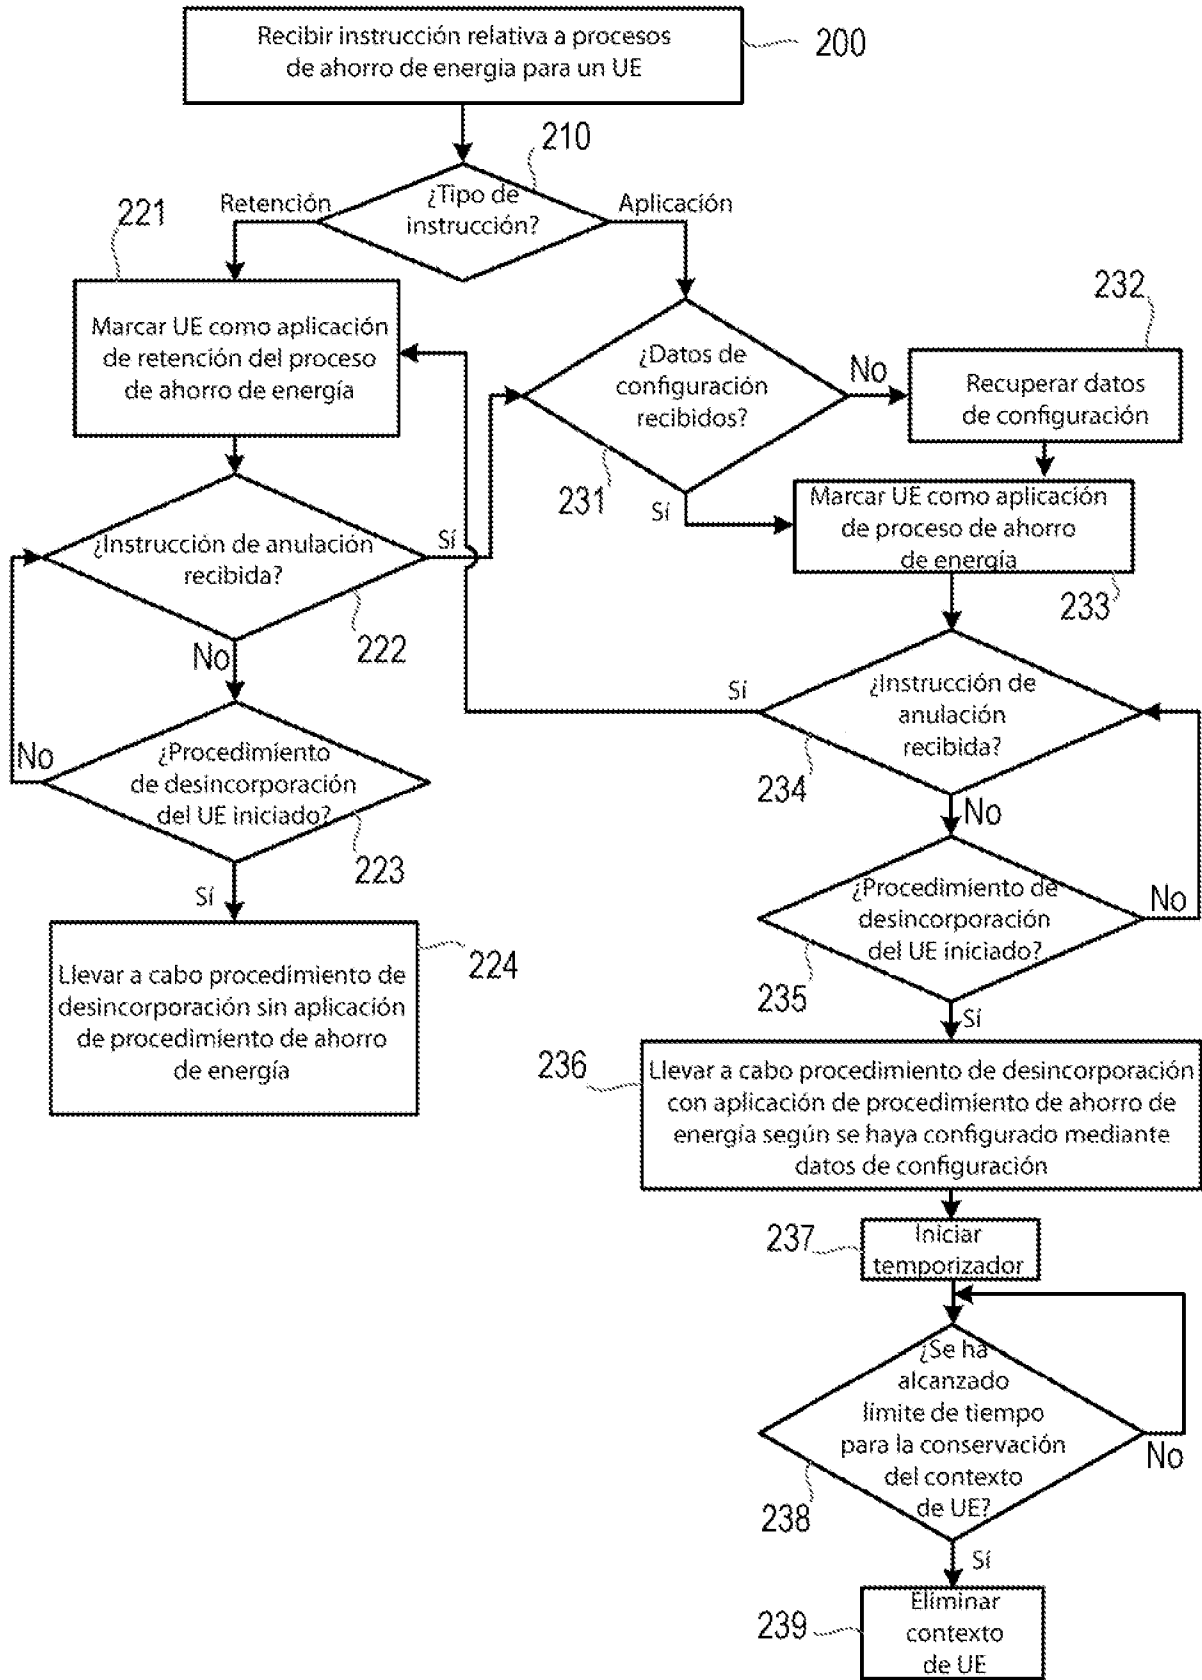 Recibir instrucción relativa a procesos
de ahorro de energía para un UE
200
210
¿Tipo de
instrucción?
Retención
Aplicación
221
Marcar UE como aplicación
de retención del proceso
de ahorro de energía
¿Datos de
configuración
recibidos?
231
No
Sí
232
Recuperar datos
de configuración
Marcar UE como aplicación
de proceso de ahorro
de energía
233
¿Instrucción de anulación
recibida?
Sí
222
No
¿Procedimiento
de desincorporación
del UE iniciado?
No
223
Sí
224
Llevar a cabo procedimiento de
desincorporación sin aplicación
de procedimiento de ahorro
de energía
¿Instrucción de
anulación
recibida?
Sí
234
No
¿Procedimiento de
desincorporación
del UE iniciado?
No
235
Sí
236
Llevar a cabo procedimiento de desincorporación
con aplicación de procedimiento de ahorro de
energía según se haya configurado mediante
datos de configuración
237
Iniciar
temporizador
¿Se ha
alcanzado
límite de tiempo
para la conservación
del contexto
de UE?
No
238
Sí
239
Eliminar
contexto
de UE